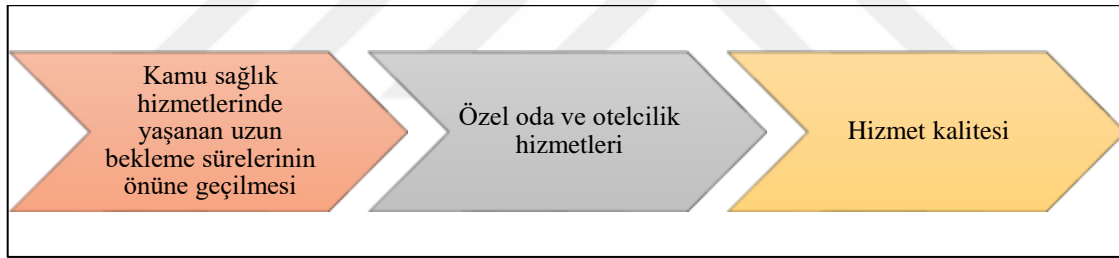 Kamu sağlık
hizmetlerinde
yaşanan uzun
bekleme sürelerinin
önüne geçilmesi
Özel oda ve otelcilik
hizmetleri
Hizmet kalitesi